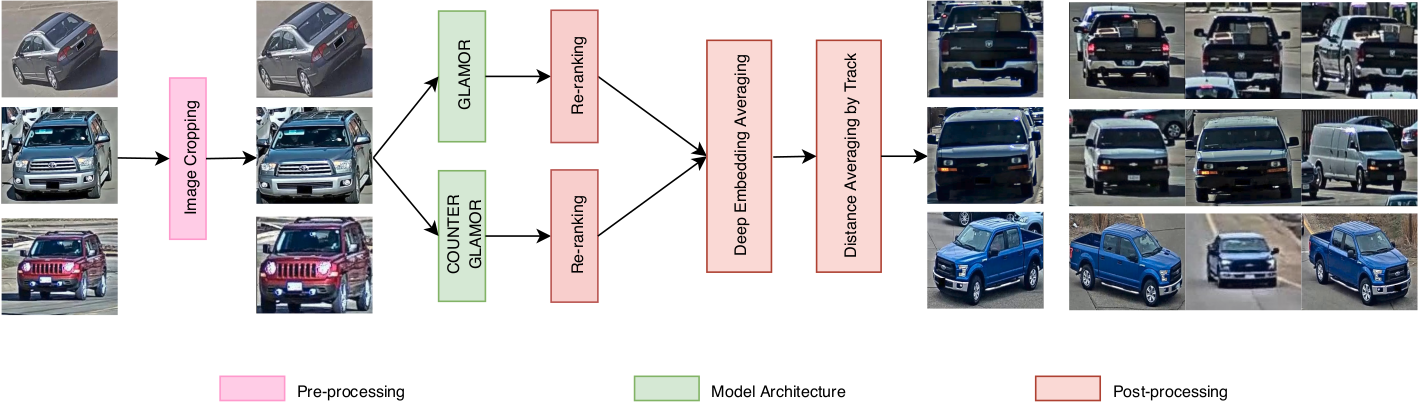 Image Cropping
GLAMOR
Re-ranking
COUNTER
GLAMOR
Re-ranking
Deep Embedding Averaging
Distance Averaging by Track
Pre-processing
Model Architecture
Post-processing